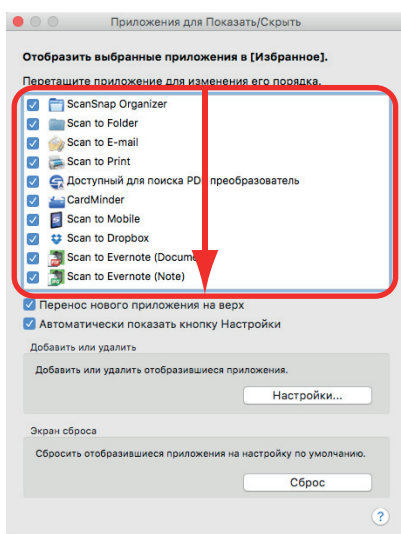 Приложения для Показать/Скрыть
Отобразить выбранные приложения в [Избранное].
Перетащите приложение для изменения его порядка.
ScanSnap Organizer
Scan to Folder
Scan to E-mail
Scan to Print
Доступный для поиска PDF преобразователь
CardMinder
Scan to Mobile
Scan to Dropbox
Scan to Evernote (Docume
Scan to Evernote (Note)
Перенос нового приложения на верх
Автоматически показать кнопку Настройки
Добавить или удалить
Добавить или удалить отобразившиеся приложения.
Настройки...
Экран сброса
Сбросить отобразившиеся приложения на настройку по умолчанию.
Сброс
?